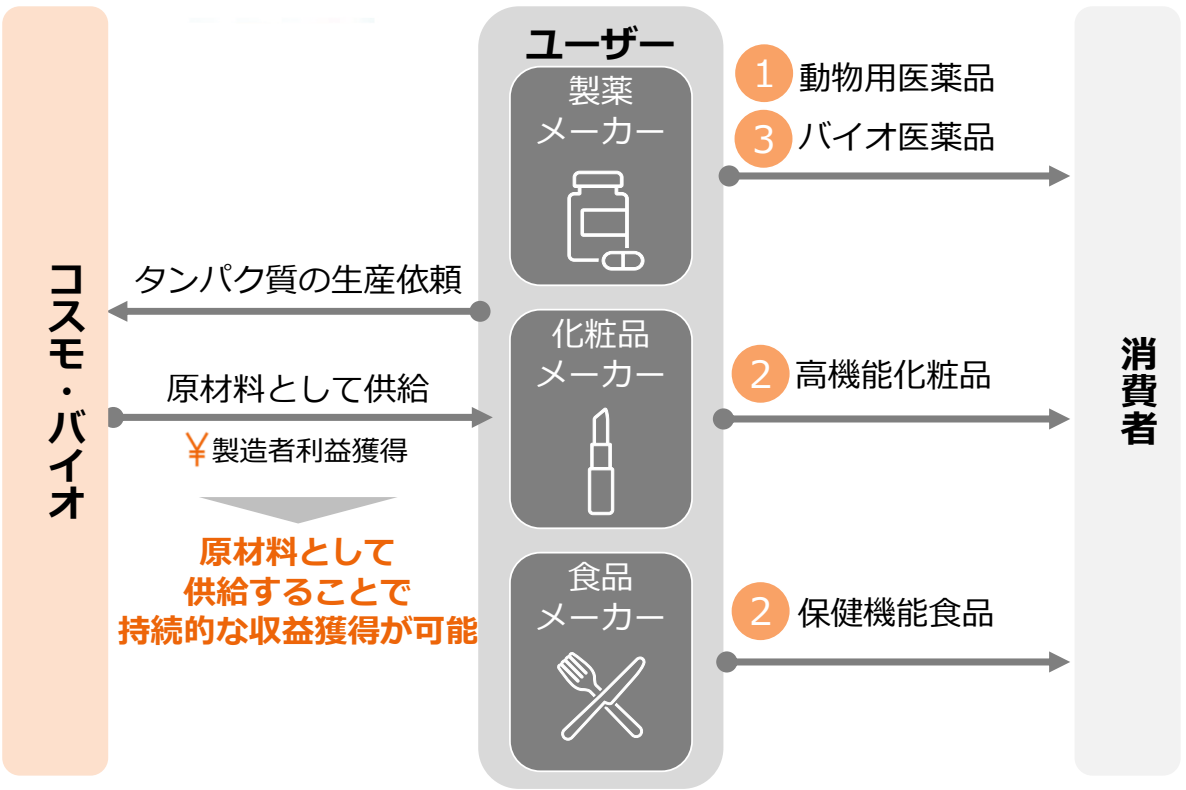 コスモ・バイオ
タンパク質の生産依頼
原材料として供給
¥製造者利益獲得
原材料として
供給することで
持続的な収益獲得が可能
ユーザー
製薬
メーカー
化粧品
メーカー
食品
メーカー
1 動物用医薬品
3 バイオ医薬品
2 高機能化粧品
2 保健機能食品
消費者